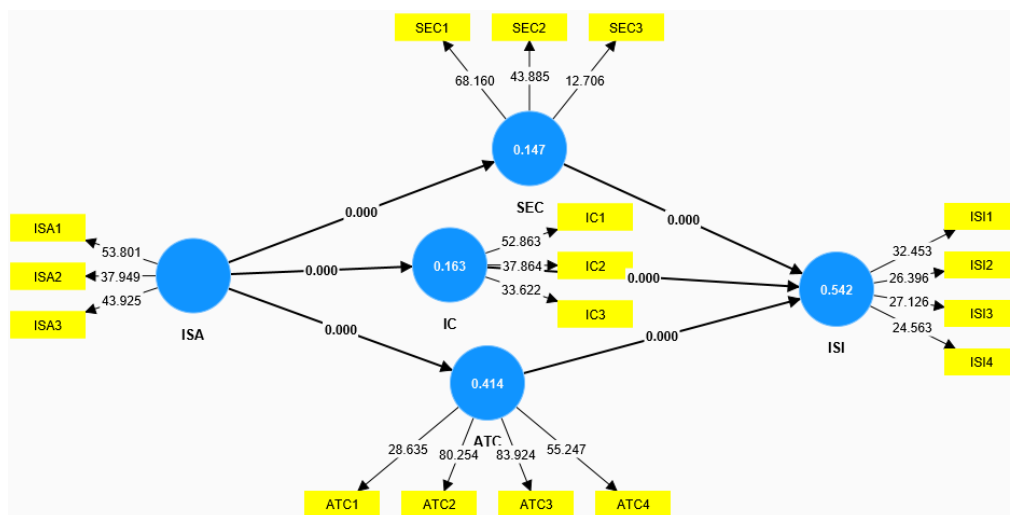 SEC1 SEC2 SEC3
68.160 43.885 12.706
0.147
SEC
0.000 0.000
ISA1
ISA2
ISA3
53.801
37.949
43.925
ISA
0.000
0.163
IC
52.863
37.864
33.622
IC1
IC2
IC3
0.000
0.542
ISI
32.453
26.396
27.126
24.563
ISI1
ISI2
ISI3
ISI4
0.000 0.000
0.414
ATC
28.635 80.254 83.924 55.247
ATC1 ATC2 ATC3 ATC4